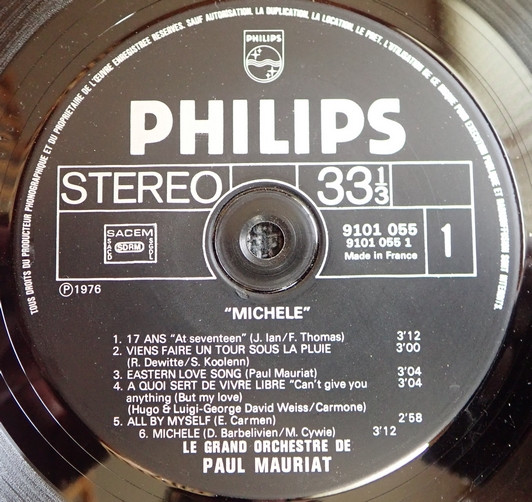 TOUS DROITS DU PRODUCTEUR PHONOGRAPHIQUE ET DU PROPRIETAIRE DE L'ŒUVRE ENREGISTREE RESERVES. SAUF AUTORISATION, LA DUPLICATION, LA LOCATION, LE PRET, L'UTILISATION DE CE DISQUE POUR EXECUTION PUBLIQUE ET RADIODIFFUSION SONT INTERDITS.
PHILIPS
PHILIPS
STEREO 33 1/3
SACEM
SACD SDRM SGDL
9101 055
9101 055 1
Made in France
1
Ⓟ1976
"MICHELE"
1. 17 ANS "At seventeen" (J. Ian/F. Thomas) 3'12
2. VIENS FAIRE UN TOUR SOUS LA PLUIE 3'00
(R. Dewitte/S. Koolenn)
3. EASTERN LOVE SONG (Paul Mauriat) 3'04
4. A QUOI SERT DE VIVRE LIBRE "Can't give you 3'04
anything (But my love)
(Hugo & Luigi-George David Weiss/Carmone)
5. ALL BY MYSELF (E. Carmen) 2'58
6. MICHELE (D. Barbelivien/M. Cywie) 3'12
LE GRAND ORCHESTRE DE
PAUL MAURIAT